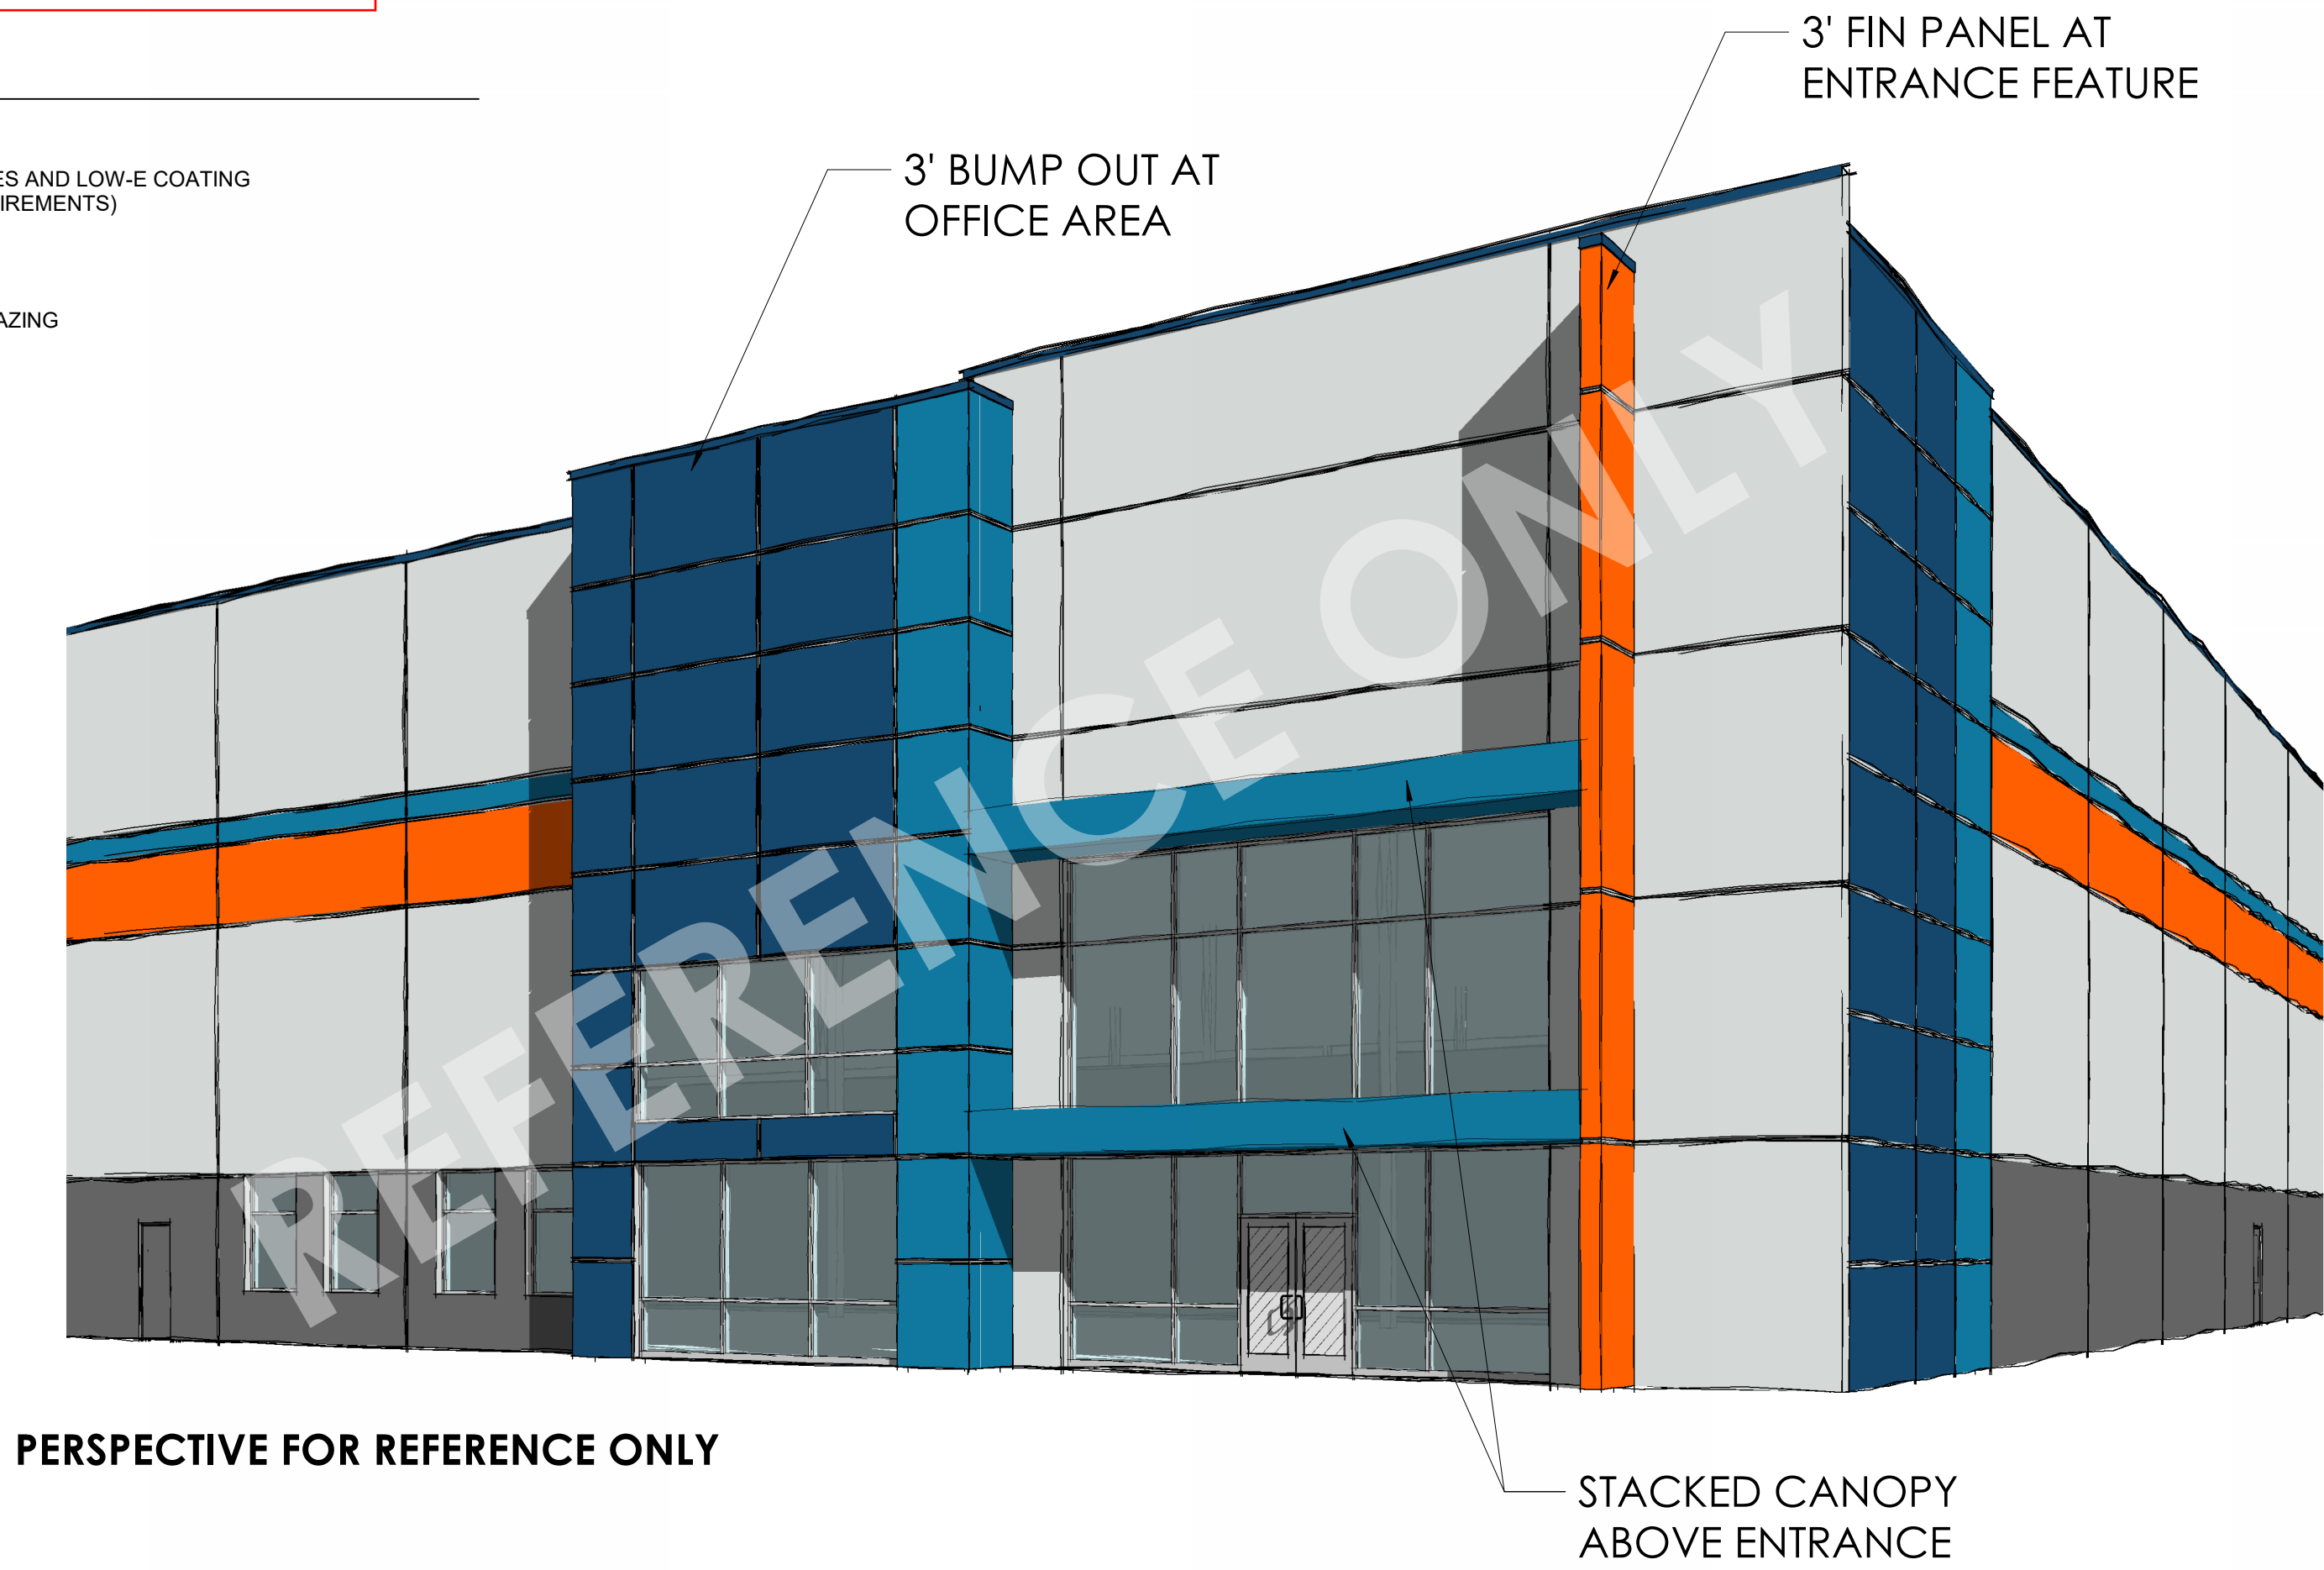 3' FIN PANEL AT
ENTRANCE FEATURE
3' BUMP OUT AT
OFFICE AREA
ES AND LOW-E COATING
IREMENTS)
AZING
REFERENCE ONLY
PERSPECTIVE FOR REFERENCE ONLY
STACKED CANOPY
ABOVE ENTRANCE